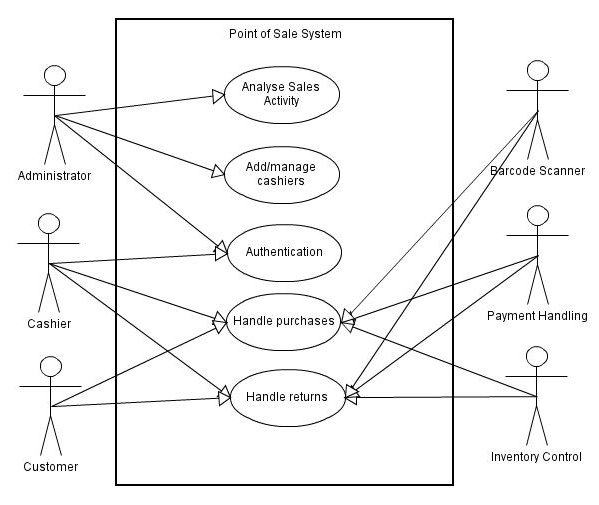 Point of Sale System
Analyse Sales
Activity
Administrator
Add/manage
cashiers
Barcode Scanner
Authentication
Cashier
Handle purchases
Payment Handling
Handle returns
Customer
Inventory Control